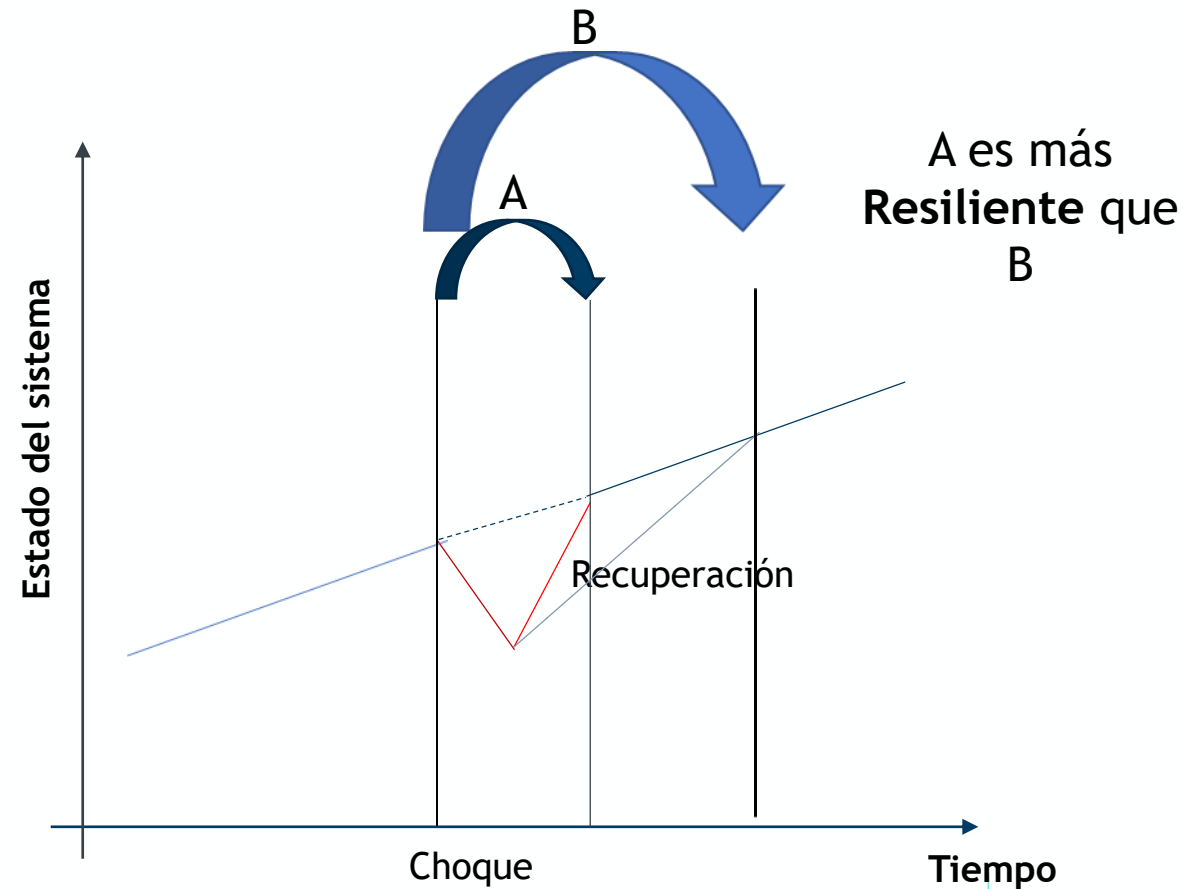 B
A
A es más
Resiliente que
B
Estado del sistema
Recuperación
Choque
Tiempo